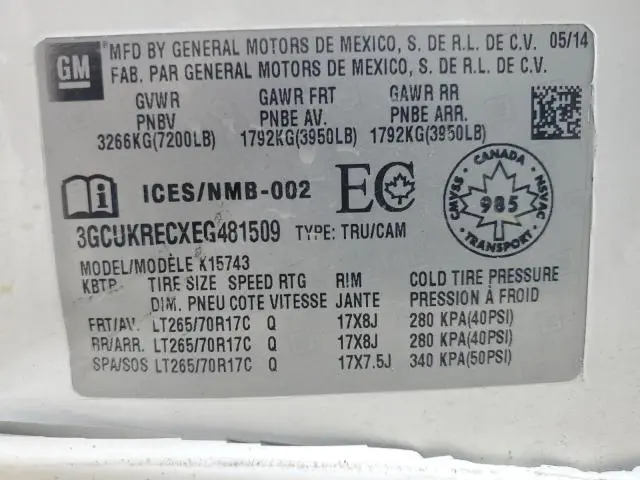 GM
MFD BY GENERAL MOTORS DE MEXICO, S. DE R.L. DE C.V. 05/14
FAB. PAR GENERAL MOTORS DE MEXICO, S. DE R.L. DE C.V.
GVWR GAWR FRT GAWR RR
PNBV PNBE AV. PNBE ARR.
3266KG(7200LB) 1792KG(3950LB) 1792KG(3950LB)
i ICES/NMB-002 EC
CANADA
CMVSS 985 NSVAC
TRANSPORT
3GCUKRECXEG481509 TYPE: TRU/CAM
MODEL/MODÈLE K15743
KBTP TIRE SIZE SPEED RTG RIM COLD TIRE PRESSURE
DIM. PNEU COTE VITESSE JANTE PRESSION À FROID
FRT/AV. LT265/70R17C Q 17X8J 280 KPA(40PSI)
RR/ARR. LT265/70R17C Q 17X8J 280 KPA(40PSI)
SPA/SOS LT265/70R17C Q 17X7.5J 340 KPA(50PSI)